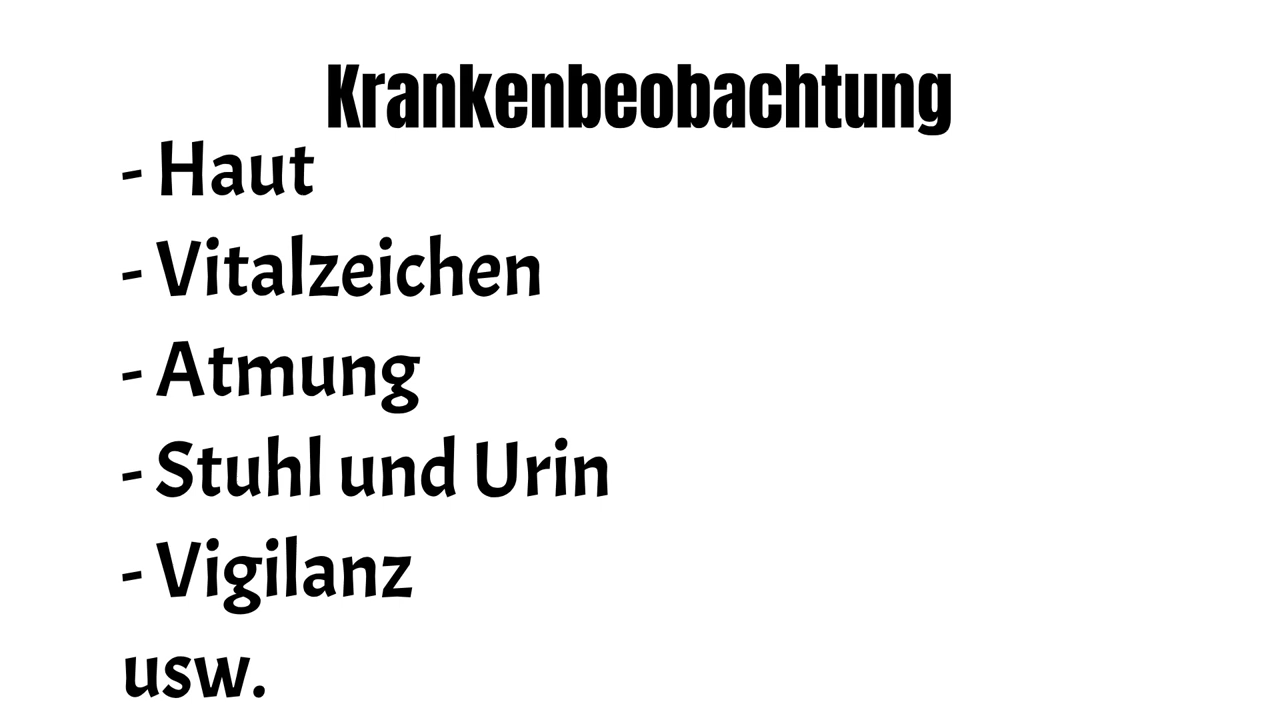 Krankenbeobachtung
- Haut
- Vitalzeichen
- Atmung
- Stuhl und Urin
- Vigilanz
usw.